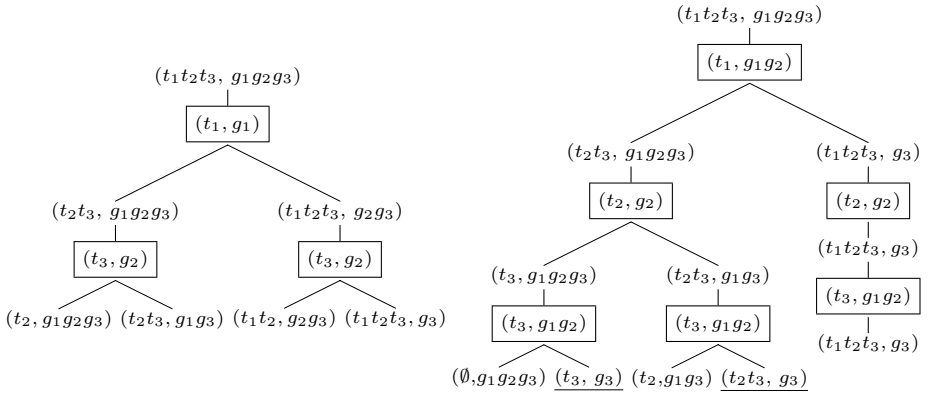 (t₁t₂t₃, g₁g₂g₃)
(t₁, g₁)
(t₂t₃, g₁g₂g₃) (t₁t₂t₃, g₂g₃)
(t₃, g₂) (t₃, g₂)
(t₂, g₁g₂g₃) (t₂t₃, g₁g₃) (t₁t₂, g₂g₃) (t₁t₂t₃, g₃)
(t₁t₂t₃, g₁g₂g₃)
(t₁, g₁g₂)
(t₂t₃, g₁g₂g₃) (t₁t₂t₃, g₃)
(t₂, g₂) (t₂, g₂)
(t₁t₂t₃, g₃)
(t₃, g₁g₂g₃) (t₂t₃, g₁g₃)
(t₃, g₁g₂)
(t₃, g₁g₂) (t₃, g₁g₂)
(t₁t₂t₃, g₃)
(∅,g₁g₂g₃) (t₃, g₃) (t₂,g₁g₃) (t₂t₃, g₃)